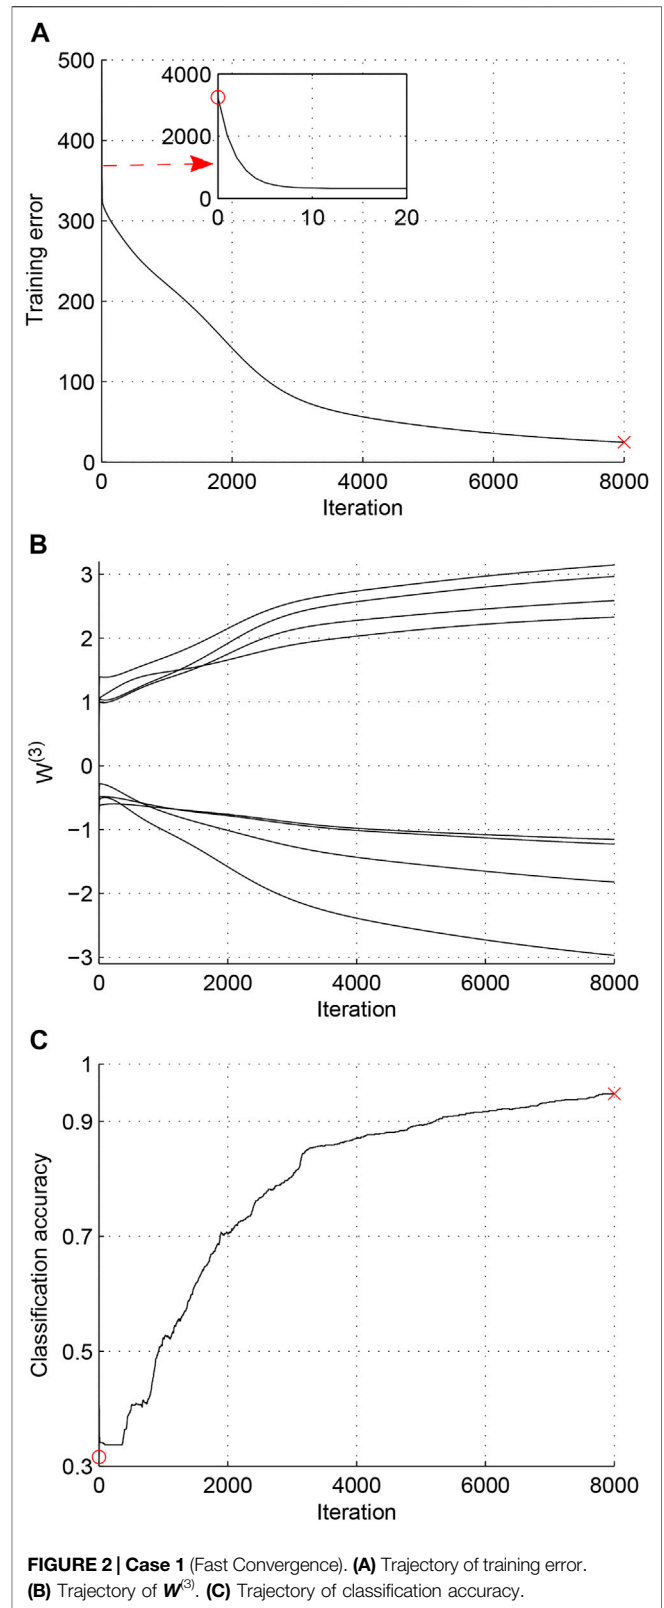 A
500
400
300
200
100
0
Training error
4000
2000
0
0 10 20
0 2000 4000 6000 8000
Iteration
B
3
2
1
0
−1
−2
−3
W(3)
0 2000 4000 6000 8000
Iteration
C
1
0.9
0.7
0.5
0.3
Classification accuracy
0 2000 4000 6000 8000
Iteration
FIGURE 2 | Case 1 (Fast Convergence). (A) Trajectory of training error.
(B) Trajectory of W(3). (C) Trajectory of classification accuracy.